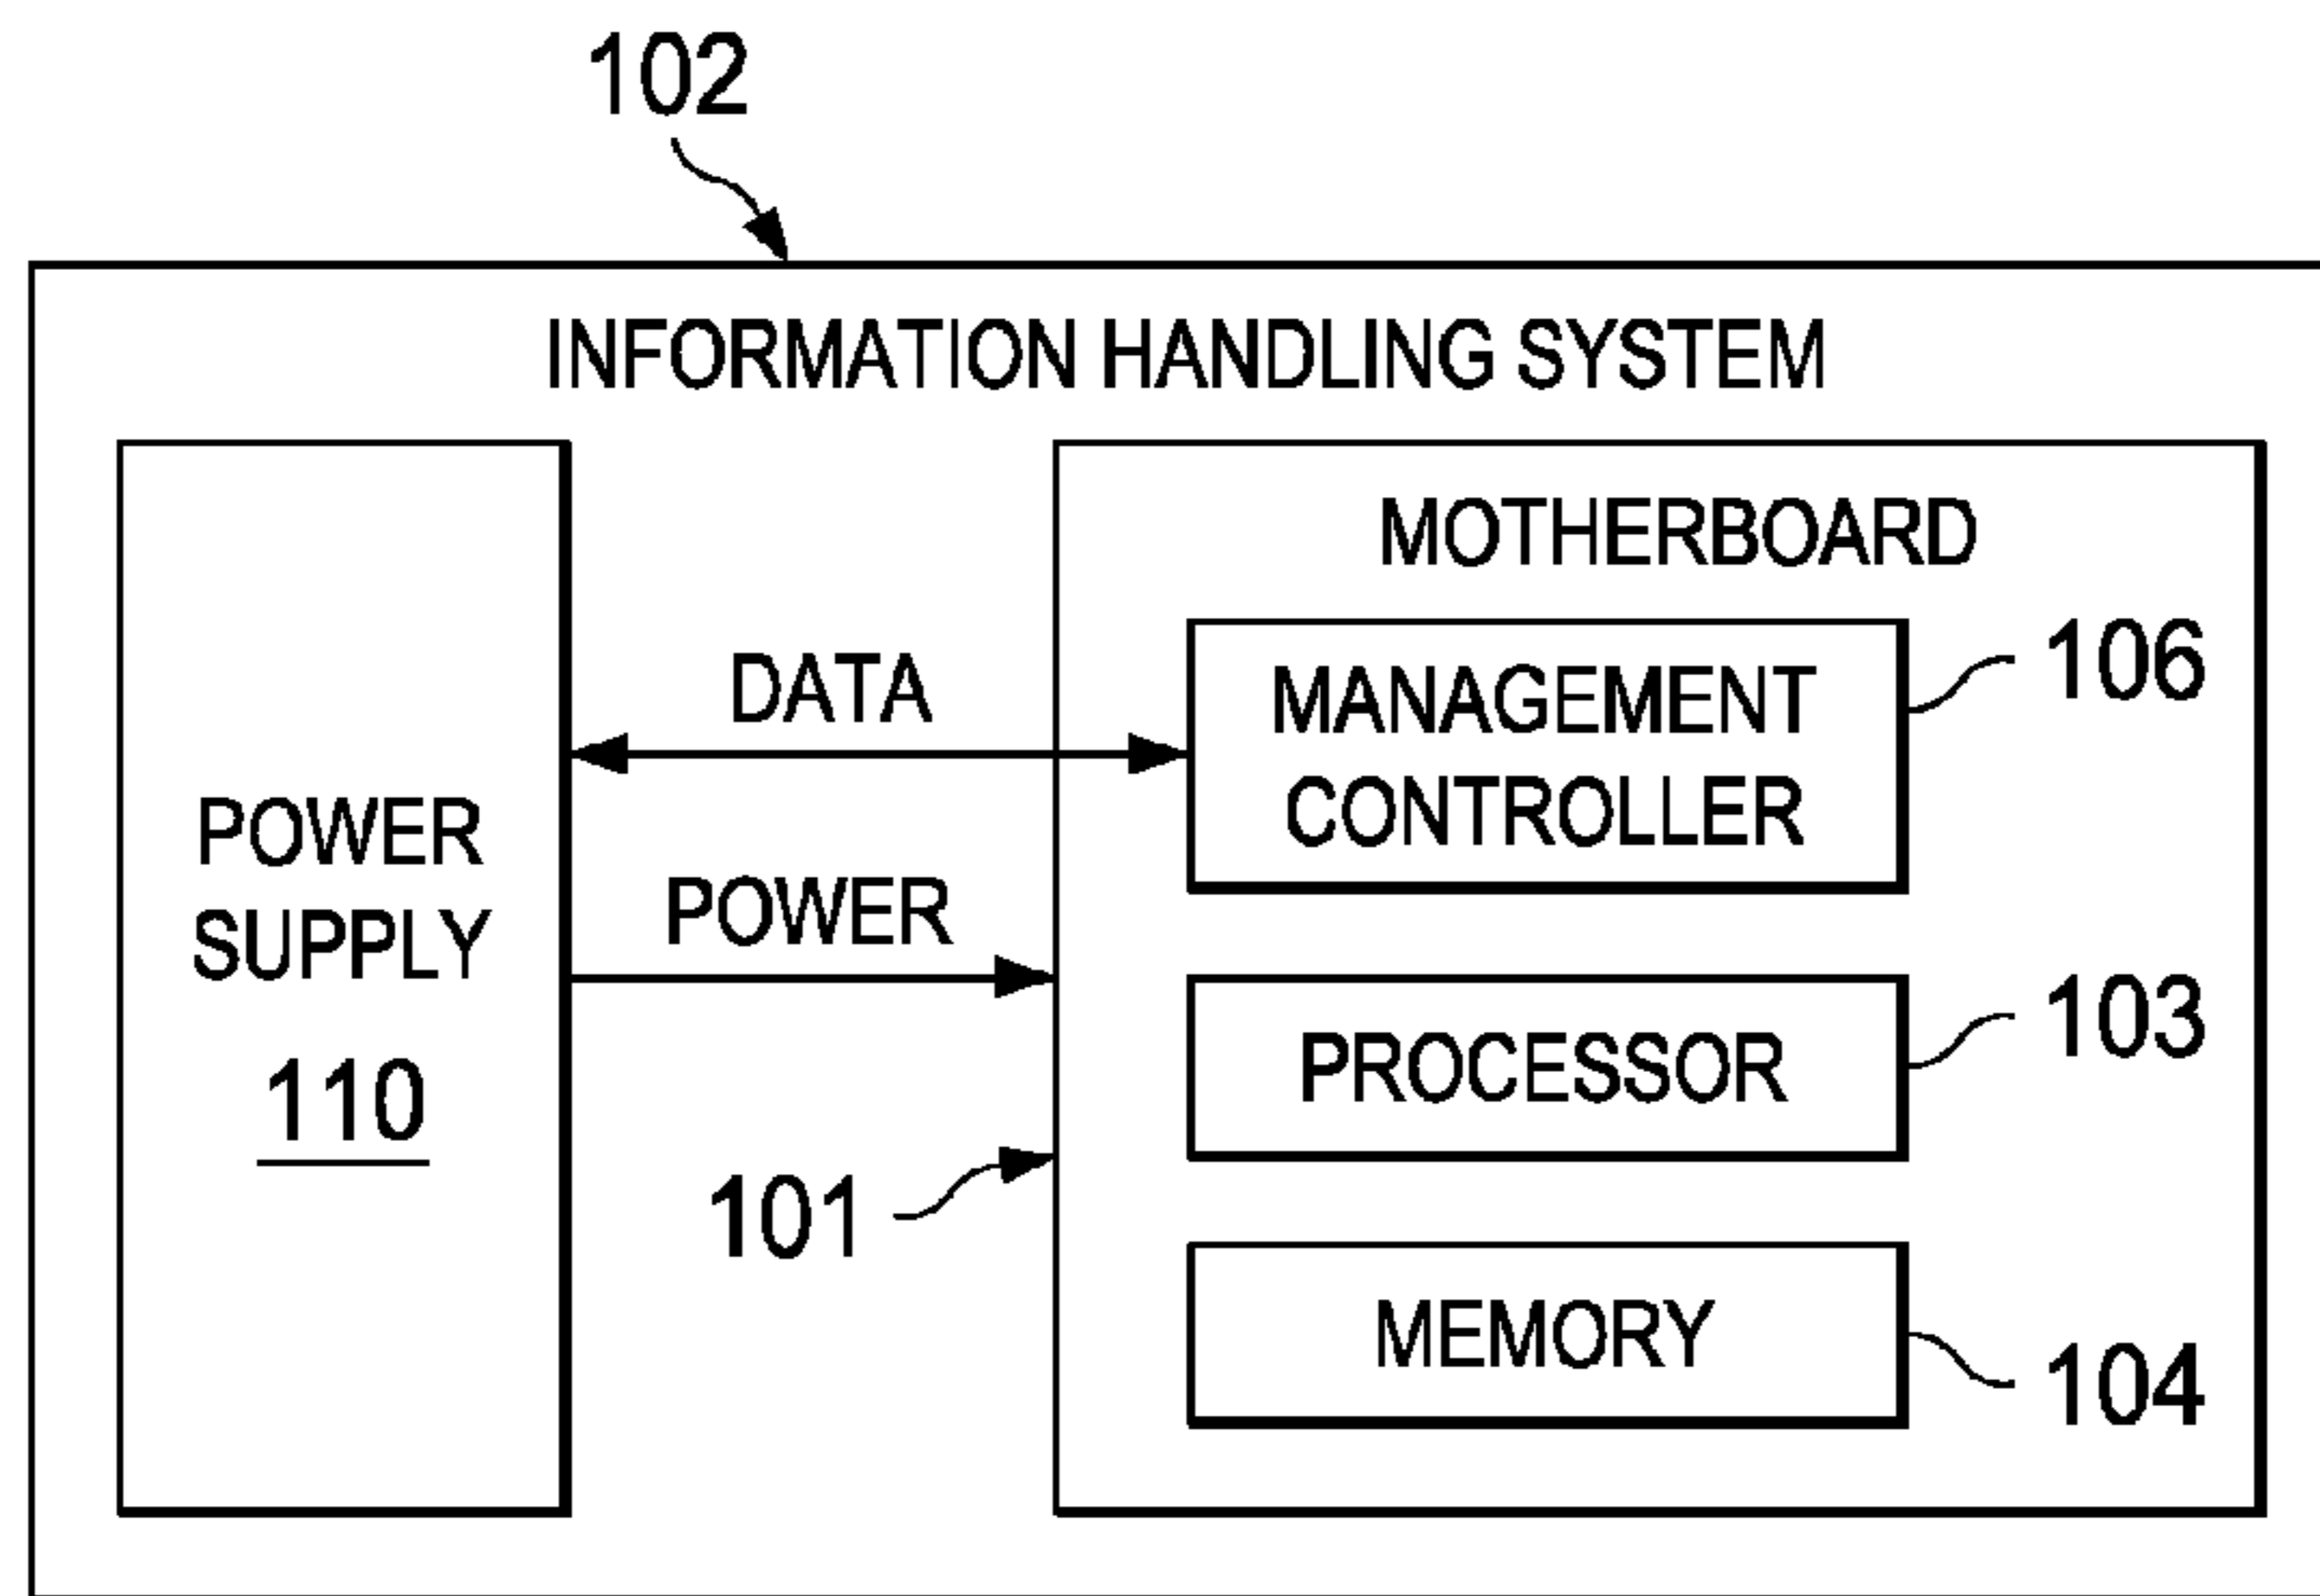 102
INFORMATION HANDLING SYSTEM
MOTHERBOARD
DATA
MANAGEMENT
CONTROLLER
106
POWER
SUPPLY
110
POWER
PROCESSOR
103
101
MEMORY
104